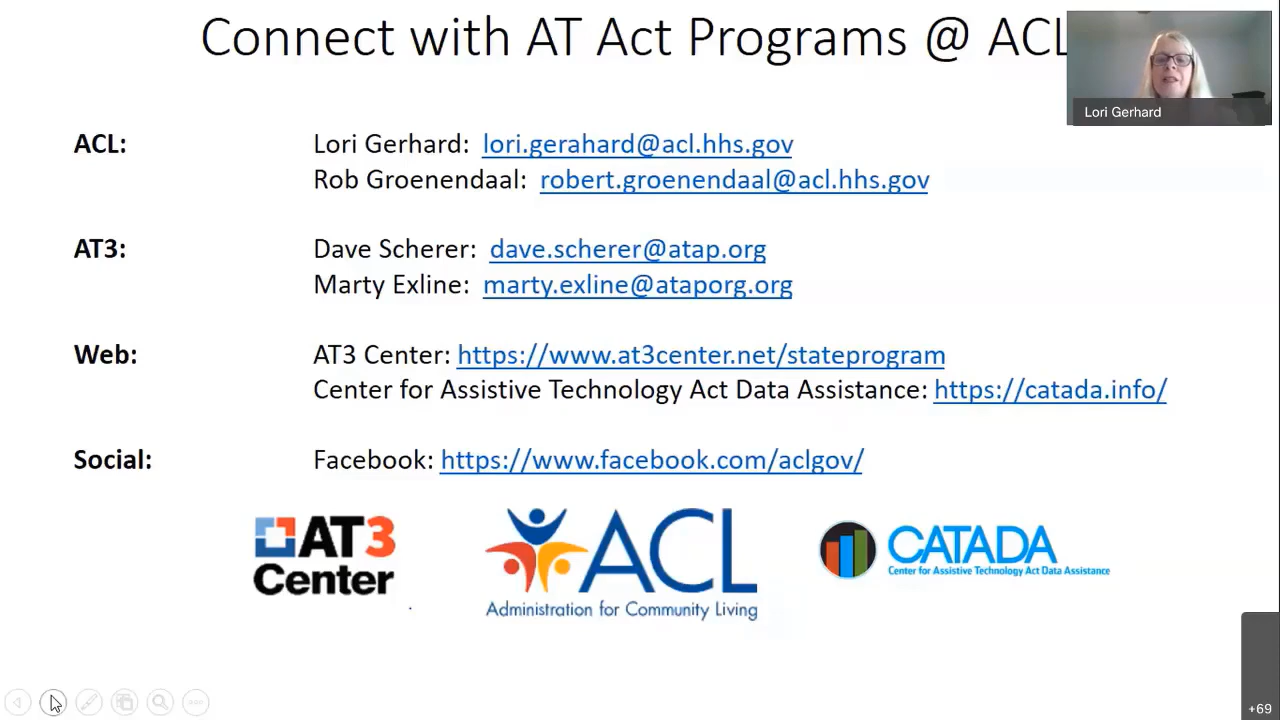 Connect with AT Act Programs @ ACL
Lori Gerhard
ACL: Lori Gerhard: lori.gerahard@acl.hhs.gov
Rob Groenendaal: robert.groenendaal@acl.hhs.gov
AT3: Dave Scherer: dave.scherer@atap.org
Marty Exline: marty.exline@ataporg.org
Web: AT3 Center: https://www.at3center.net/stateprogram
Center for Assistive Technology Act Data Assistance: https://catada.info/
Social: Facebook: https://www.facebook.com/aclgov/
AT3
Center
ACL
Administration for Community Living
CATADA
Center for Assistive Technology Act Data Assistance
+69